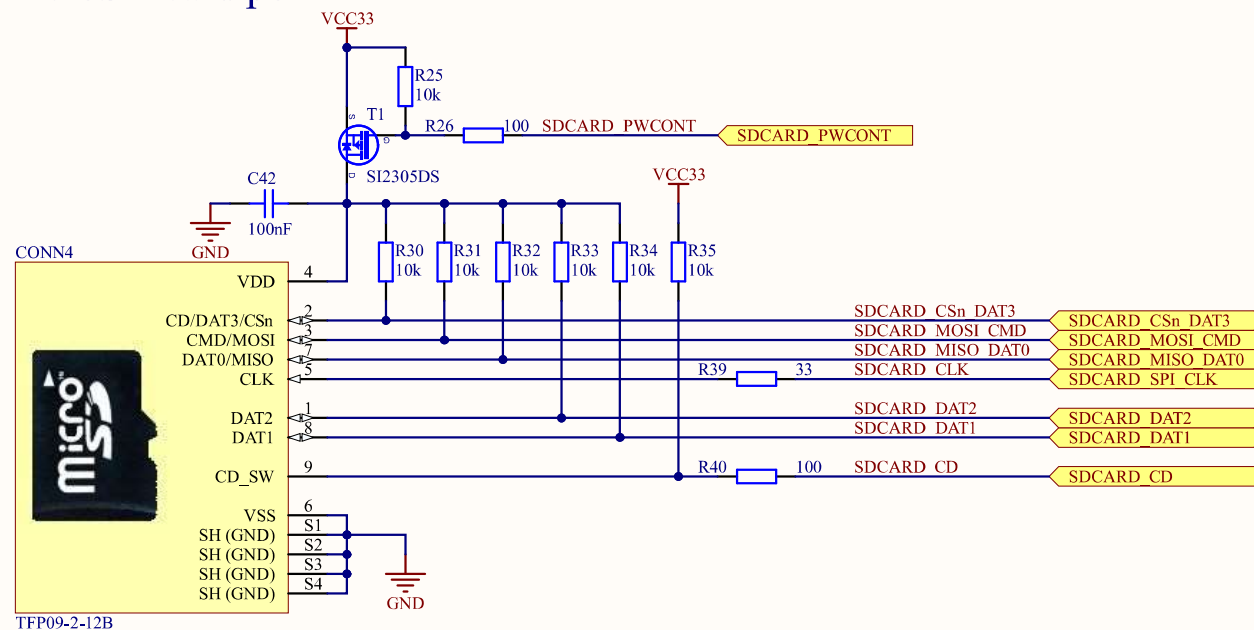 VCC33
R25
10k
T1
S
G
D
SI2305DS
R26
100
SDCARD_PWCONT
SDCARD_PWCONT
VCC33
C42
100nF
GND
R30
10k
R31
10k
R32
10k
R33
10k
R34
10k
R35
10k
CONN4
VDD 4
CD/DAT3/CSn 2 SDCARD_CSn_DAT3 SDCARD_CSn_DAT3
CMD/MOSI 3 SDCARD_MOSI_CMD SDCARD_MOSI_CMD
DAT0/MISO 7 SDCARD_MISO_DAT0 SDCARD_MISO_DAT0
CLK 5 R39 33 SDCARD_CLK SDCARD_SPI_CLK
DAT2 1 SDCARD_DAT2 SDCARD_DAT2
DAT1 8 SDCARD_DAT1 SDCARD_DAT1
CD_SW 9 R40 100 SDCARD_CD SDCARD_CD
VSS 6
SH (GND) S1
SH (GND) S2
SH (GND) S3
SH (GND) S4
GND
micro SD
TFP09-2-12B